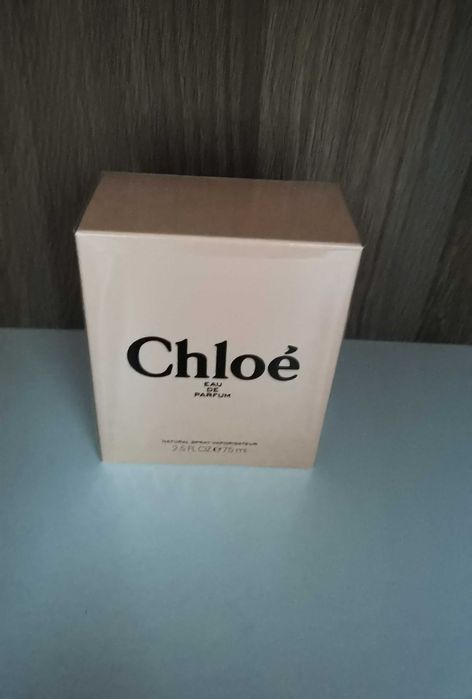 Chloé
EAU
DE
PARFUM
NATURAL SPRAY VAPORISATEUR
2.5 FL OZ ℮ 75 ml